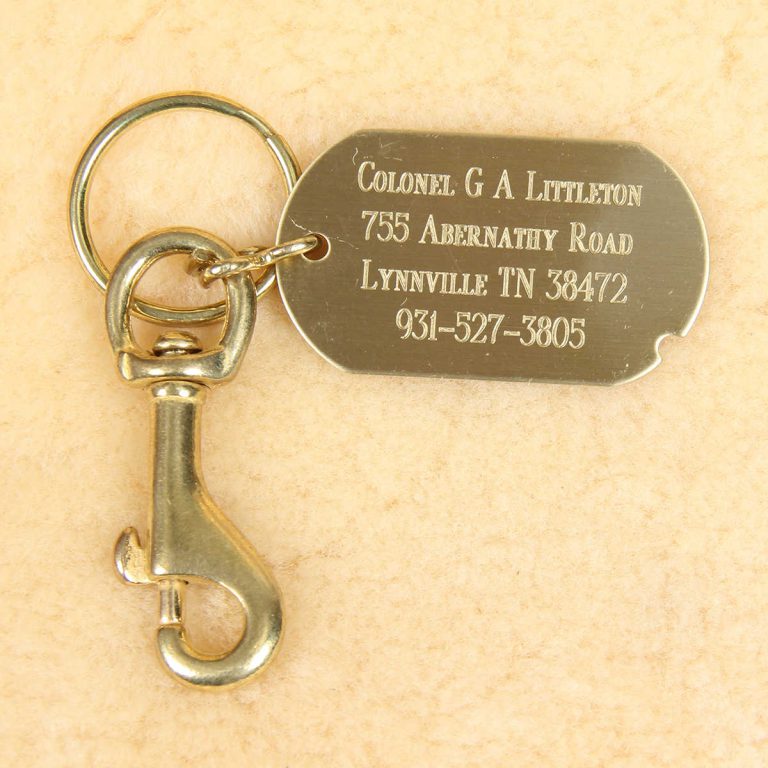 Colonel G A Littleton
755 Abernathy Road
Lynnville TN 38472
931-527-3805